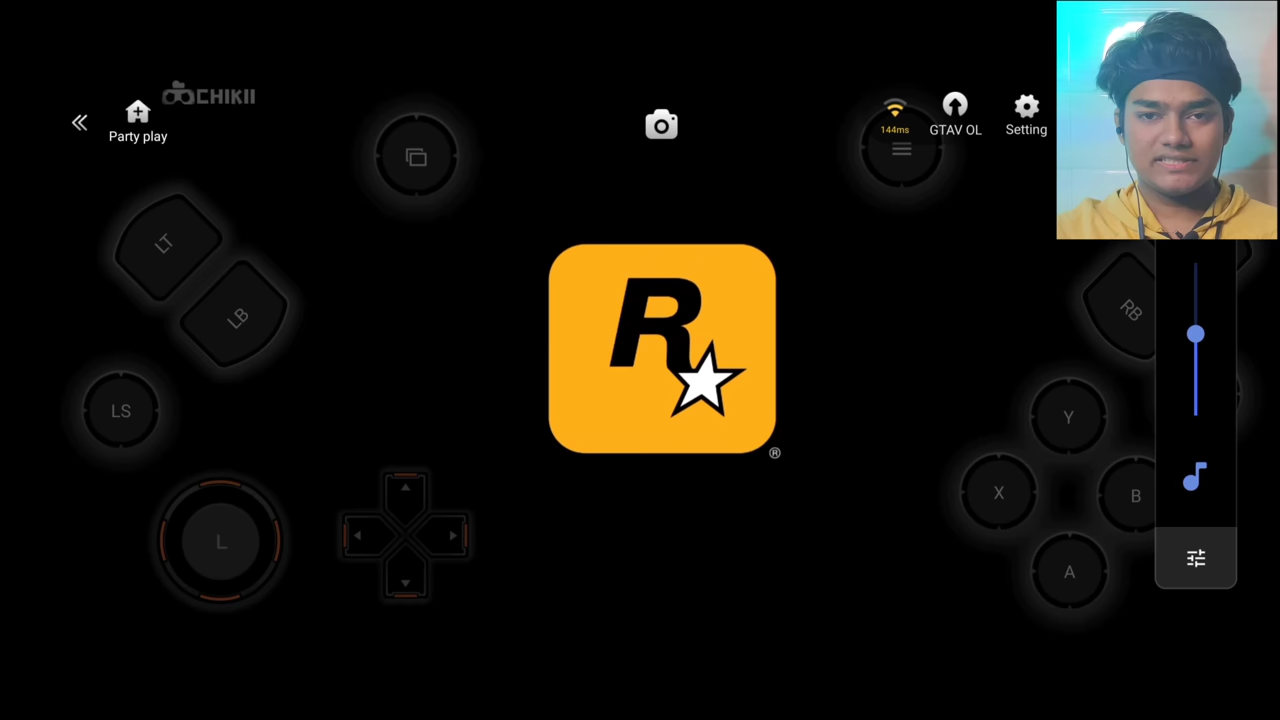 CHIKII
Party play
144ms
GTAV OL
Setting
LT
LB
RB
LS
R
®
Y
X
B
L
A